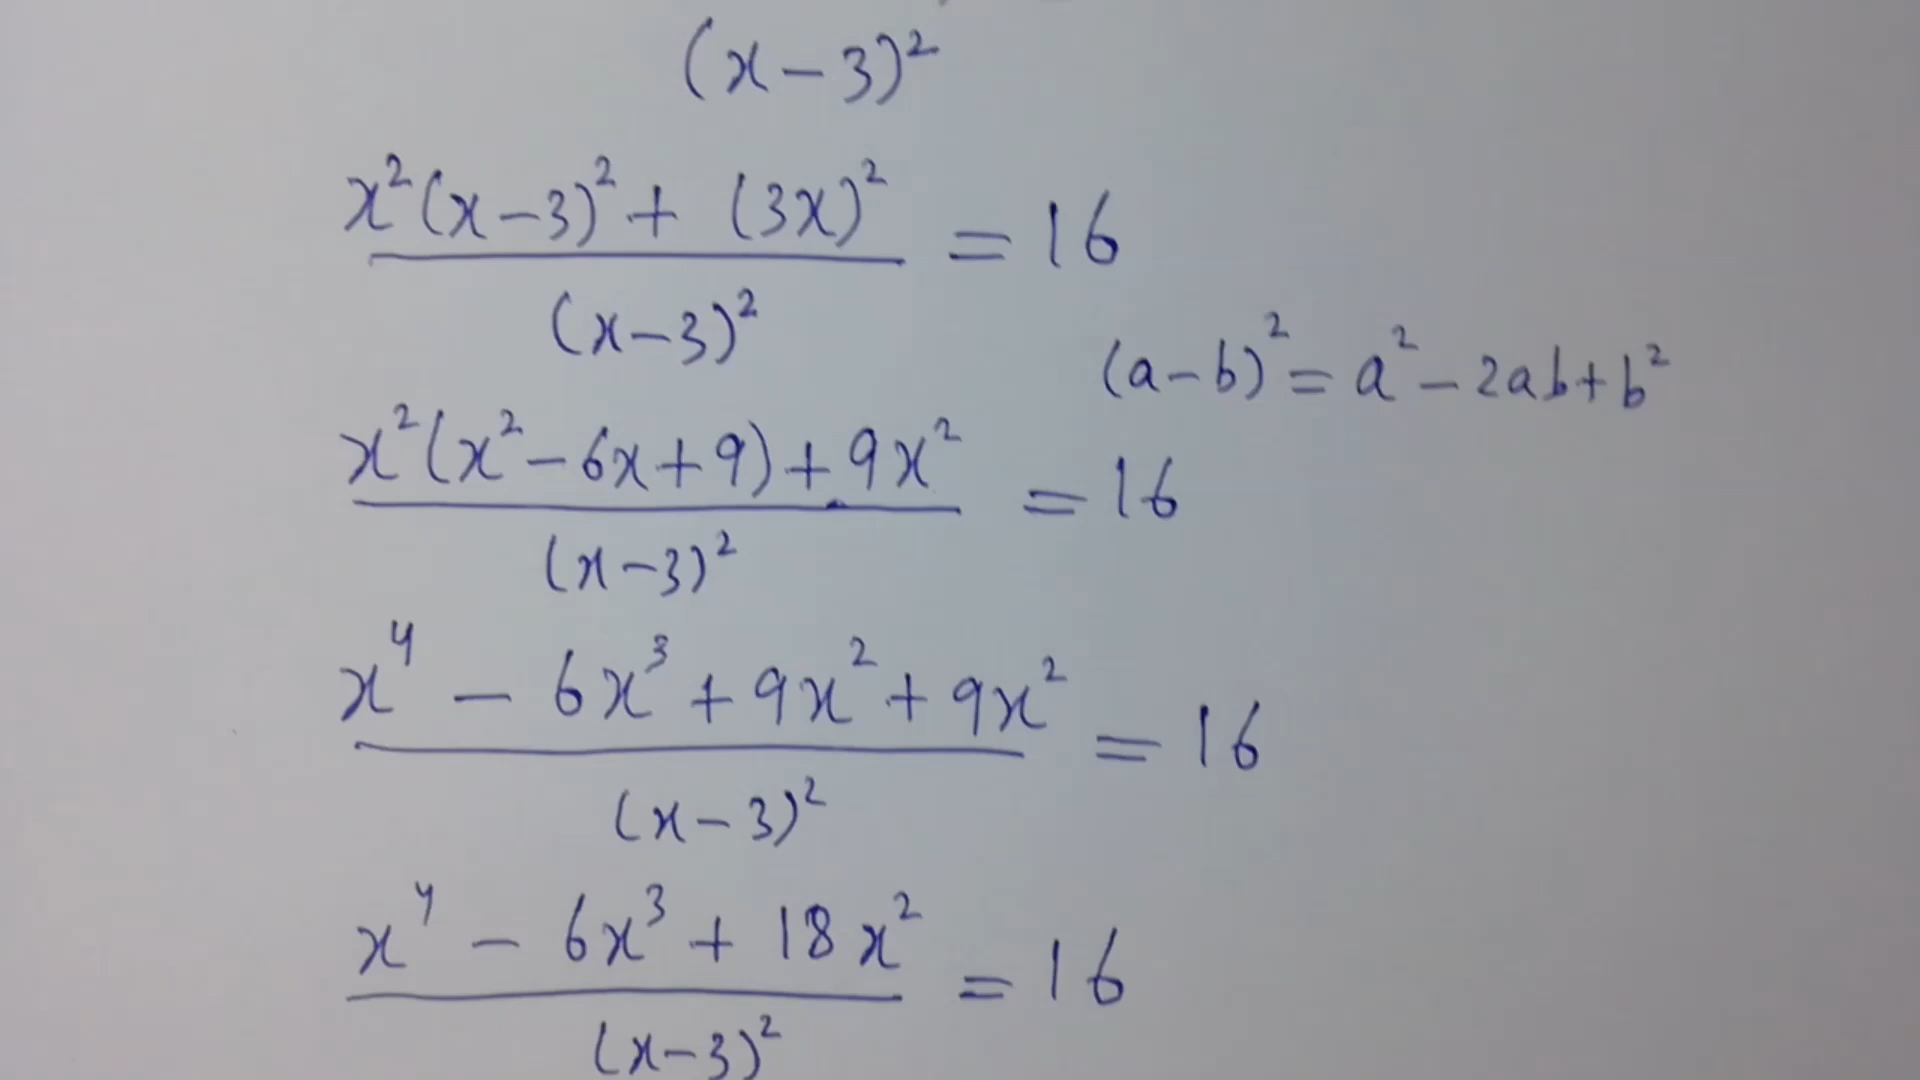 (x-3)²
x²(x-3)² + (3x)²
= 16
(x-3)²
(a-b)² = a² - 2ab + b²
x²(x²-6x+9)+9x²
= 16
(x-3)²
x⁴ - 6x³ + 9x² + 9x²
= 16
(x-3)²
x⁴ - 6x³ + 18x²
= 16
(x-3)²